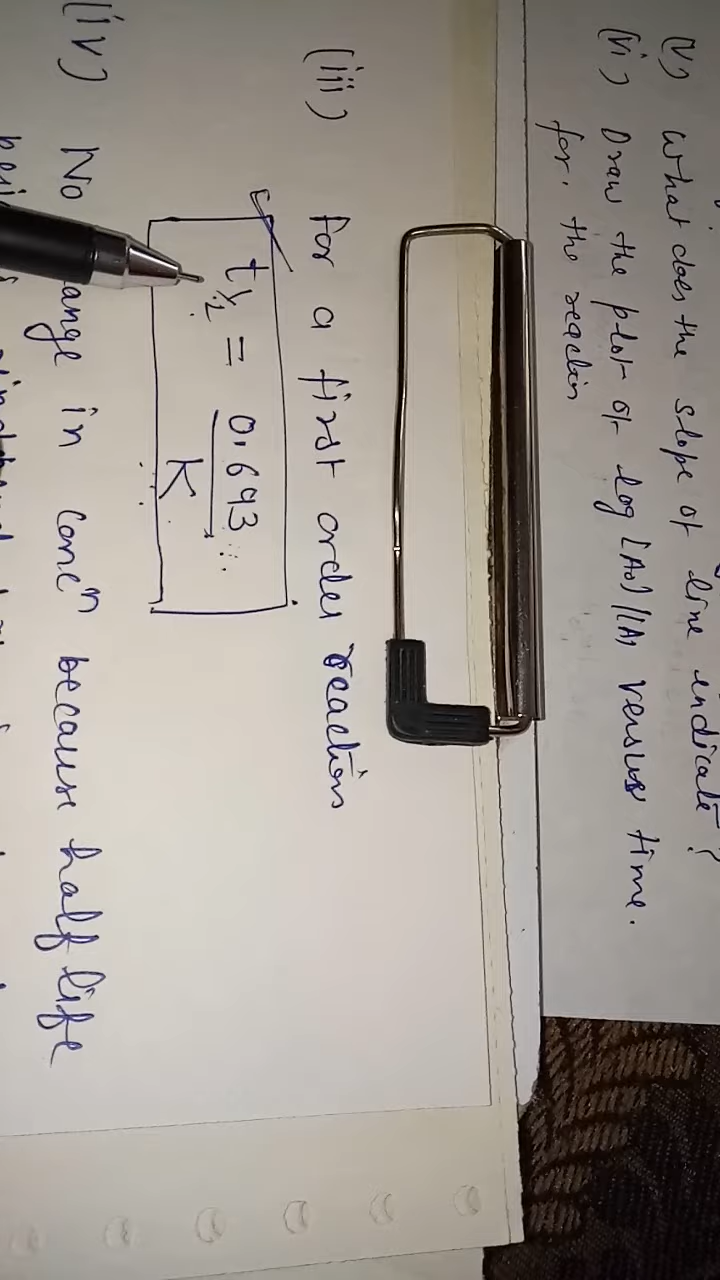 (v) What does the slope of line indicate?
(vi) Draw the plot of log [A₀]/[A] versus time.
for. the reaction
(iii) for a first order reaction
t½ = 0.693
K
(iv) No ange in concⁿ because half life